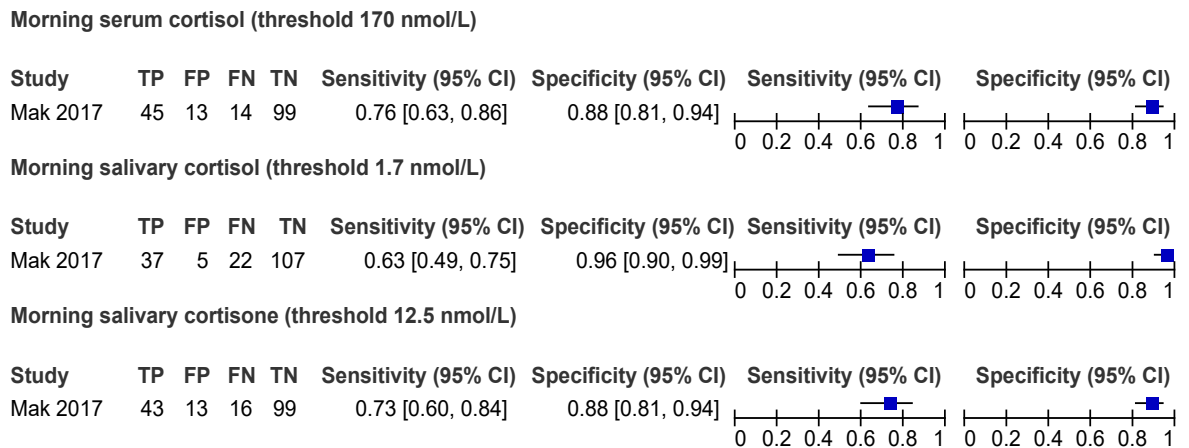 Morning serum cortisol (threshold 170 nmol/L)
Study TP FP FN TN Sensitivity (95% CI) Specificity (95% CI) Sensitivity (95% CI) Specificity (95% CI)
Mak 2017 45 13 14 99 0.76 [0.63, 0.86] 0.88 [0.81, 0.94]
0 0.2 0.4 0.6 0.8 1 0 0.2 0.4 0.6 0.8 1
Morning salivary cortisol (threshold 1.7 nmol/L)
Study TP FP FN TN Sensitivity (95% CI) Specificity (95% CI) Sensitivity (95% CI) Specificity (95% CI)
Mak 2017 37 5 22 107 0.63 [0.49, 0.75] 0.96 [0.90, 0.99]
0 0.2 0.4 0.6 0.8 1 0 0.2 0.4 0.6 0.8 1
Morning salivary cortisone (threshold 12.5 nmol/L)
Study TP FP FN TN Sensitivity (95% CI) Specificity (95% CI) Sensitivity (95% CI) Specificity (95% CI)
Mak 2017 43 13 16 99 0.73 [0.60, 0.84] 0.88 [0.81, 0.94]
0 0.2 0.4 0.6 0.8 1 0 0.2 0.4 0.6 0.8 1